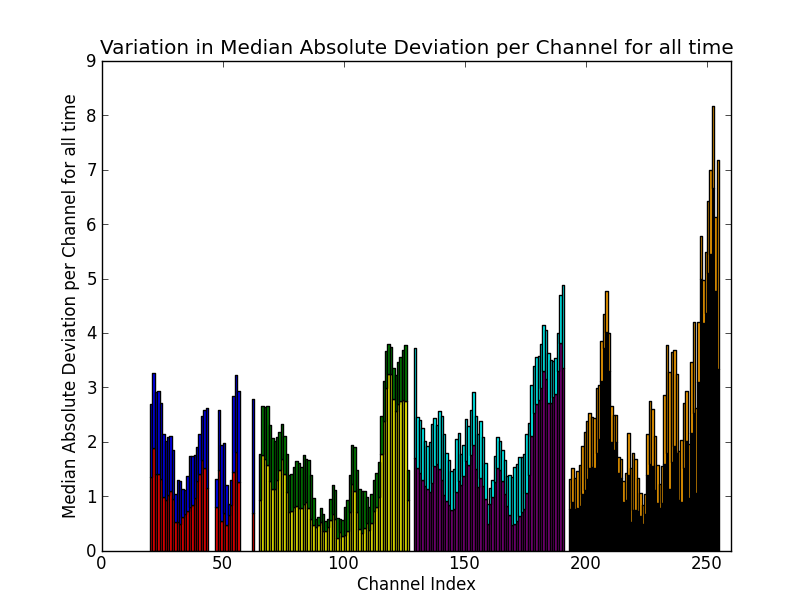 Variation in Median Absolute Deviation per Channel for all time
Median Absolute Deviation per Channel for all time
9
8
7
6
5
4
3
2
1
0
0 50 100 150 200 250
Channel Index